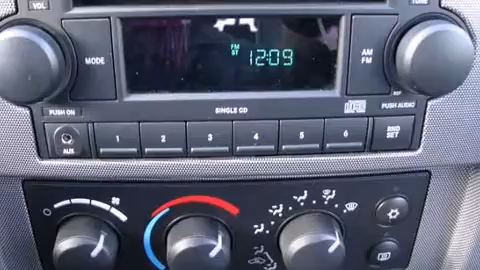 VOL
TUNE
MODE
FM
ST
12:09
AM
FM
PUSH ON
SINGLE CD
PUSH AUDIO
AUX
1 2 3 4 5 6
RND
SET